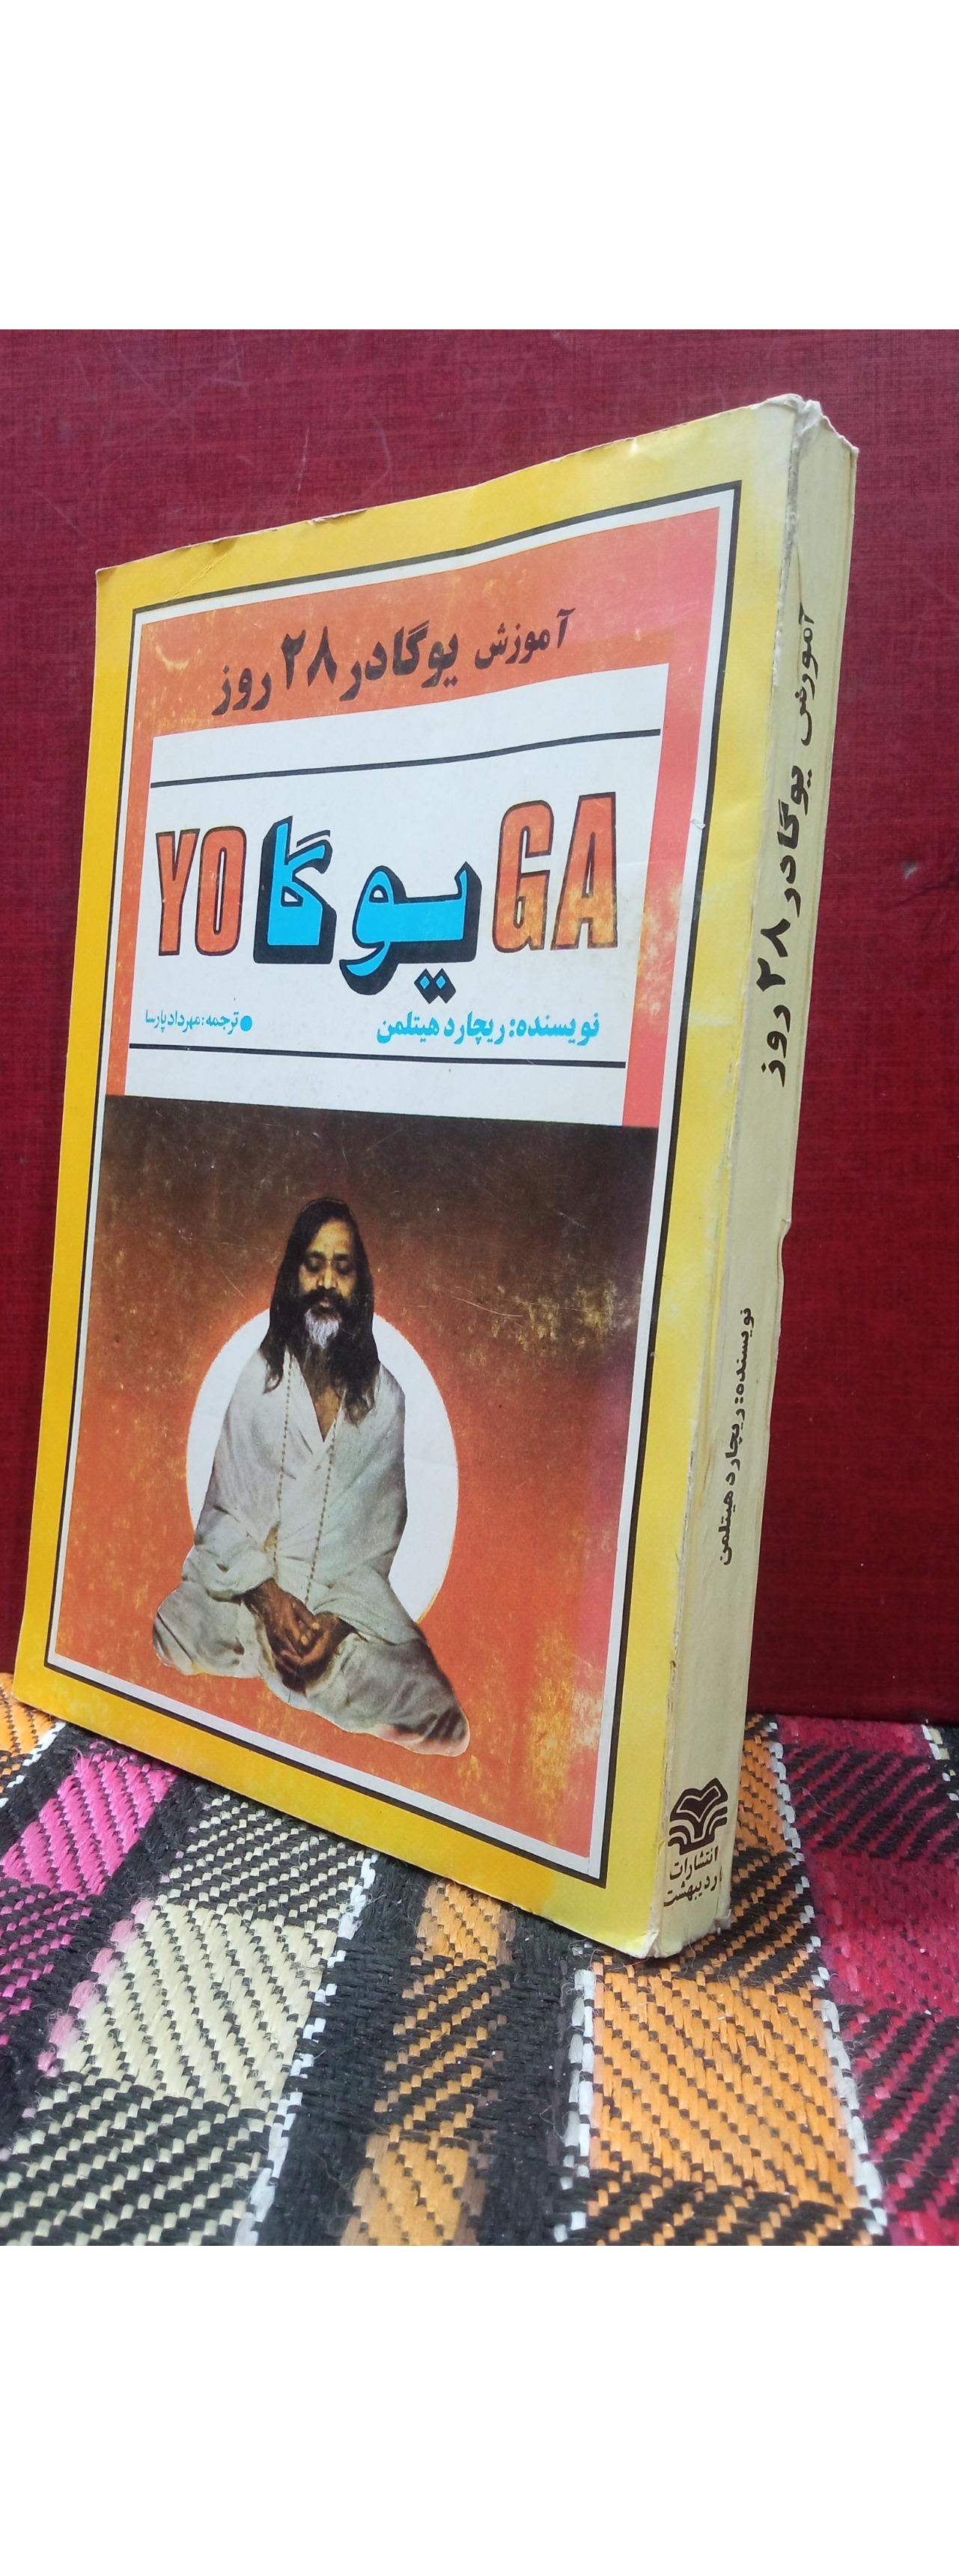 آموزش یوگا در ۲۸ روز
YO یوگا GA
نویسنده: ریچارد هیتلمن
● ترجمه: مهرداد پارسا
آموزش یوگا در ۲۸ روز
نویسنده: ریچارد هیتلمن
انتشارات
اردیبهشت